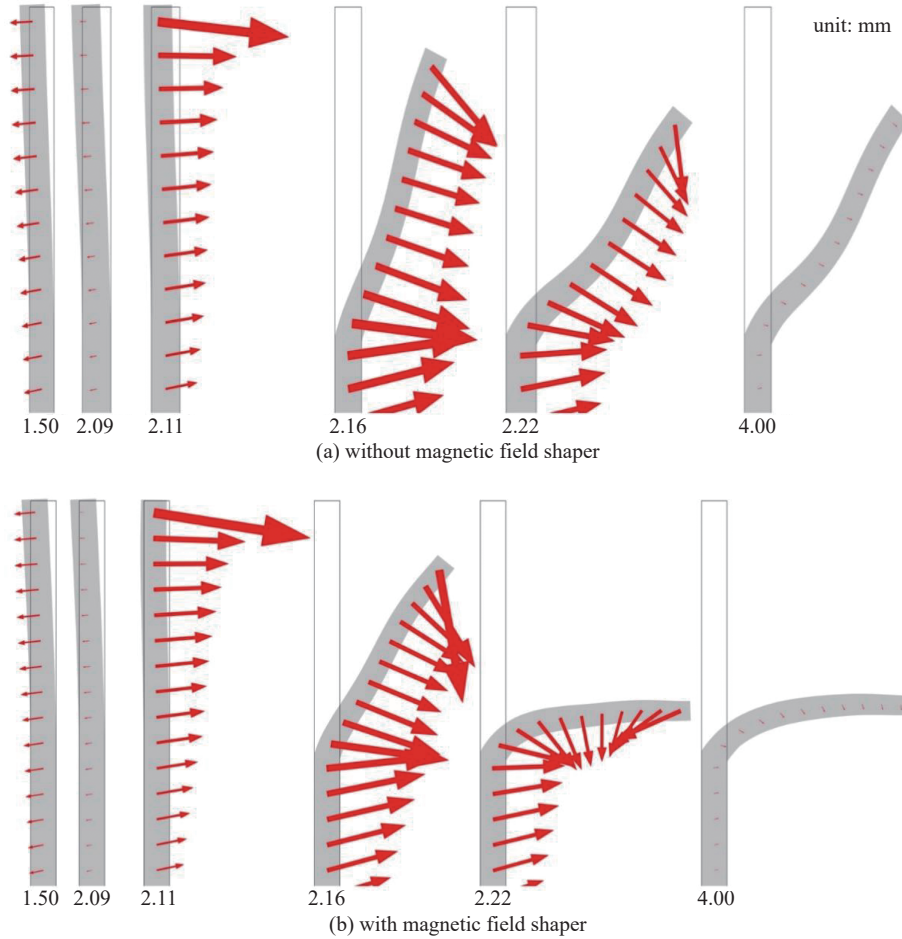 unit: mm
1.50 2.09 2.11 2.16 2.22 4.00
(a) without magnetic field shaper
1.50 2.09 2.11 2.16 2.22 4.00
(b) with magnetic field shaper